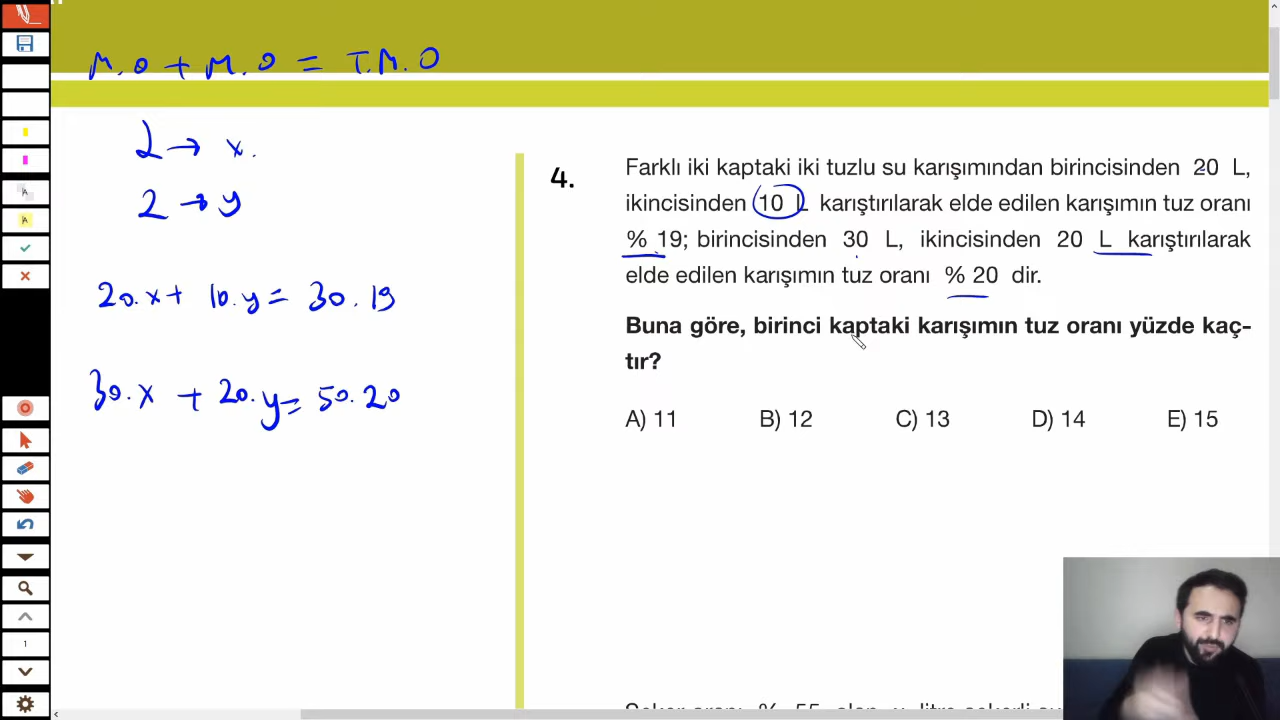 M.O + M.O = T.M.O
1 → x.
2 → y
20.x + 10.y = 30.19
30.x + 20.y = 50.20
4.
Farklı iki kaptaki iki tuzlu su karışımından birincisinden 20 L,
ikincisinden 10 L karıştırılarak elde edilen karışımın tuz oranı
% 19; birincisinden 30 L, ikincisinden 20 L karıştırılarak
elde edilen karışımın tuz oranı % 20 dir.
Buna göre, birinci kaptaki karışımın tuz oranı yüzde kaç-
tır?
A) 11 B) 12 C) 13 D) 14 E) 15
1